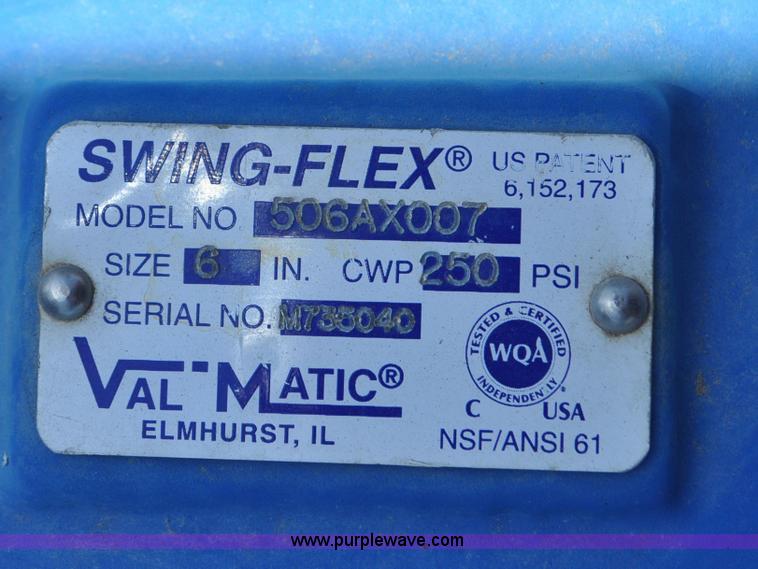 SWING-FLEX® US PATENT
6,152,173
MODEL NO 506AX007
SIZE 6 IN. CWP 250 PSI
SERIAL NO. M735040
VAL-MATIC®
ELMHURST, IL
TESTED & CERTIFIED
WQA
INDEPENDENTLY
C USA
NSF/ANSI 61
www.purplewave.com